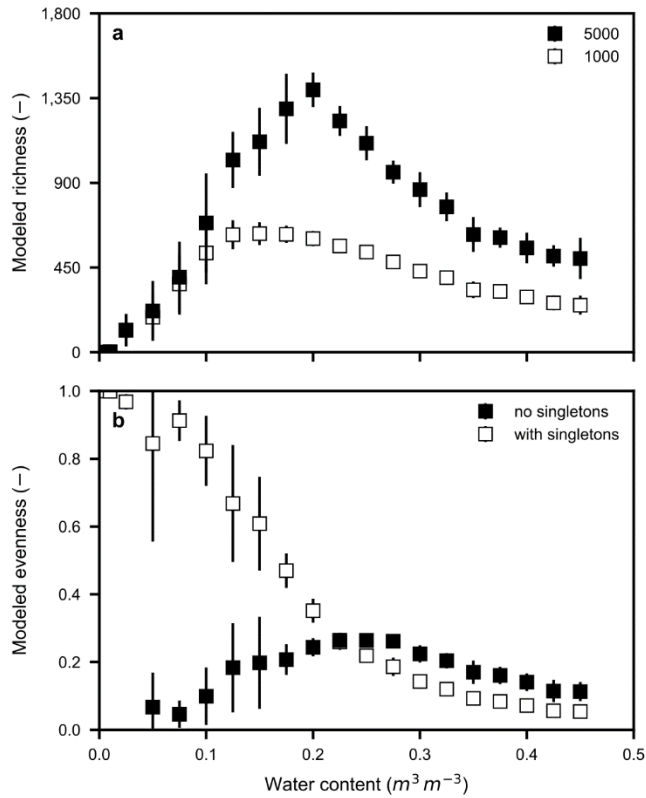 1,800
a
5000
1000
1,350
900
450
0
Modeled richness (−)
1.0
b
no singletons
with singletons
0.8
0.6
0.4
0.2
0.0
Modeled evenness (−)
0.0 0.1 0.2 0.3 0.4 0.5
Water content (m³ m⁻³)